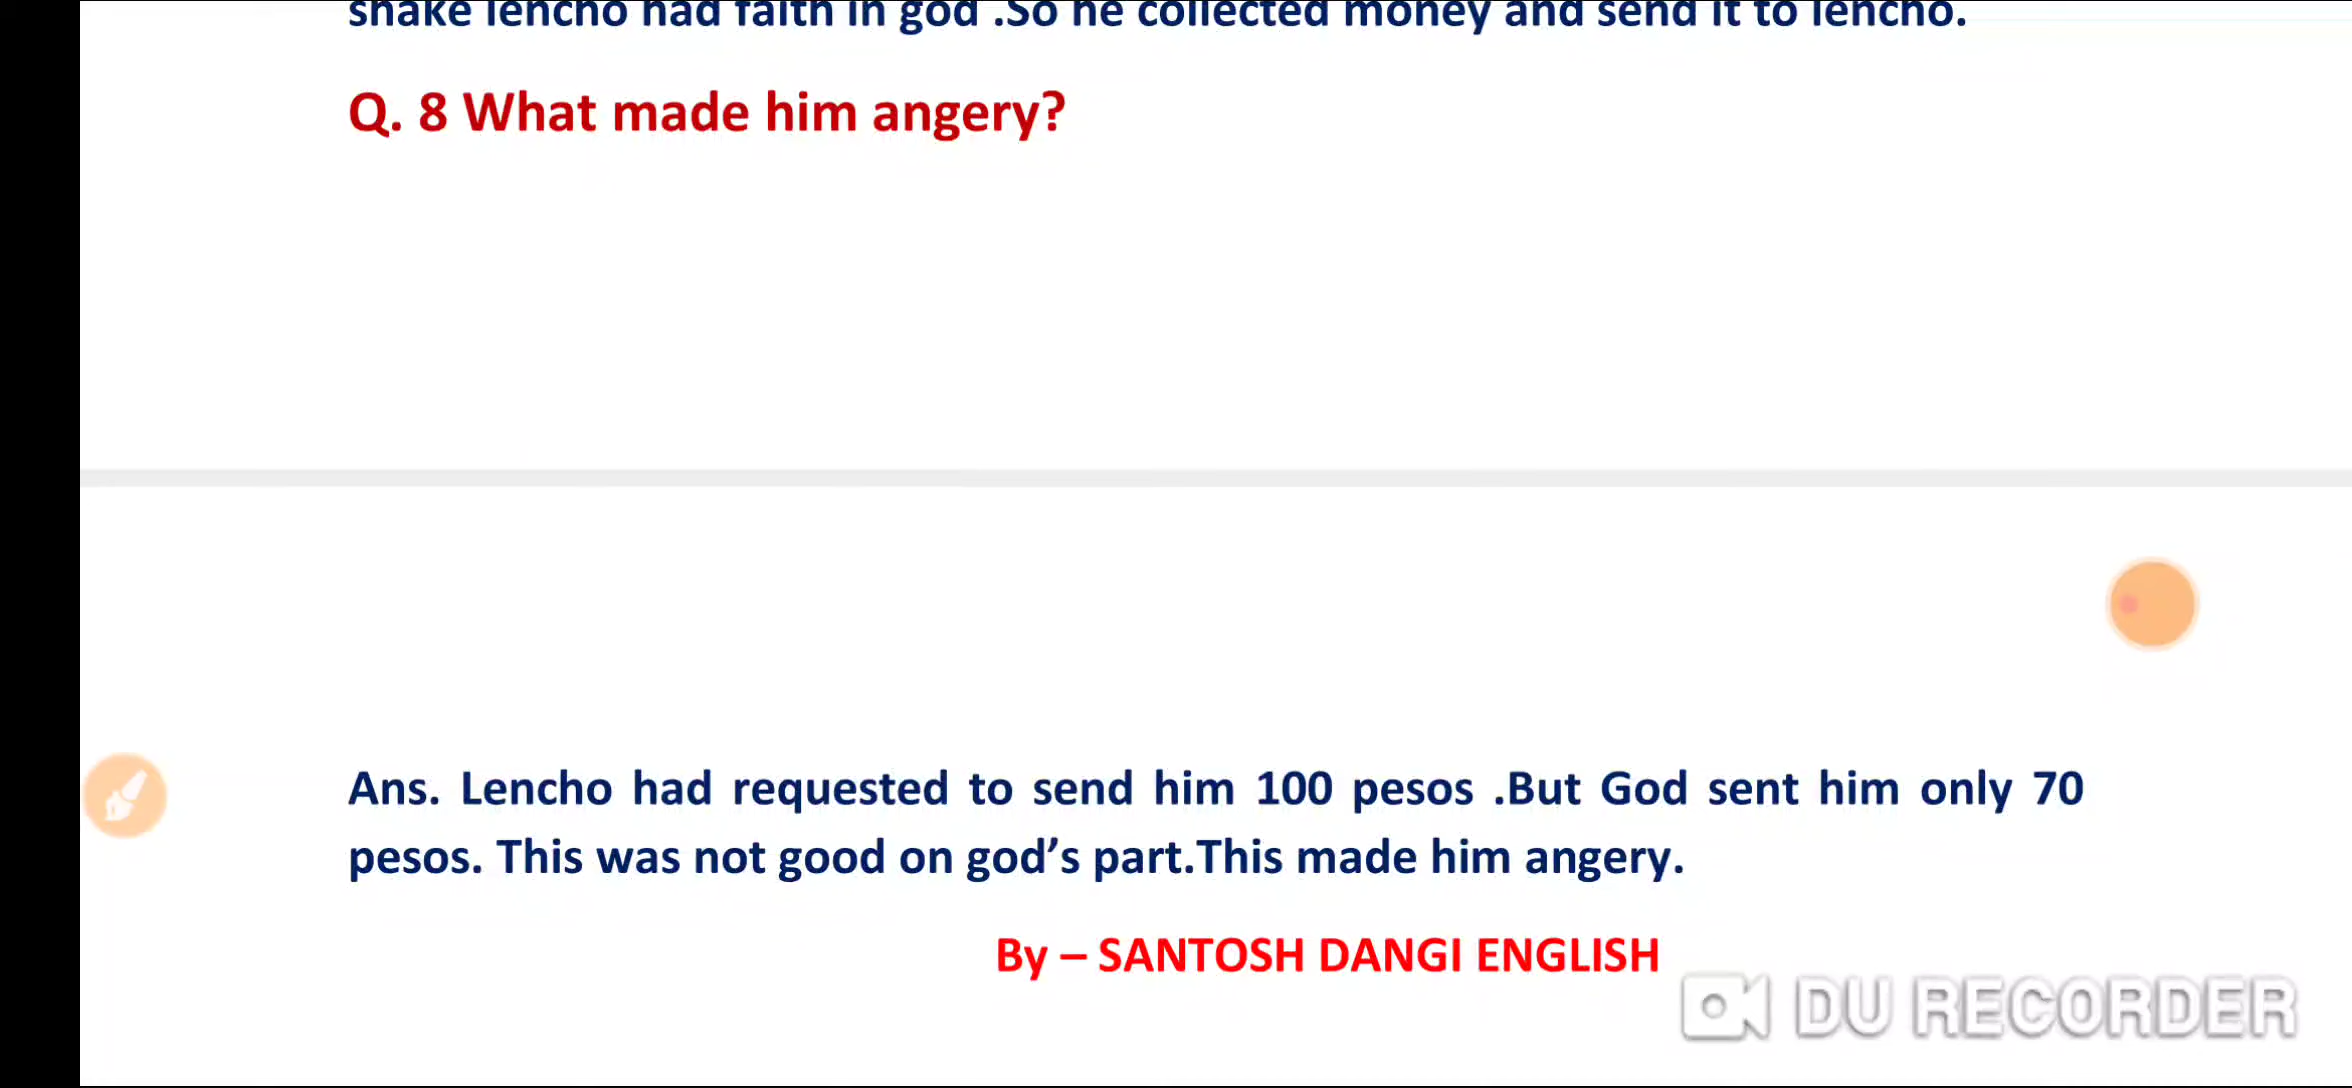 snake lencho had faith in god .So he collected money and send it to lencho.
Q. 8 What made him angery?
Ans. Lencho had requested to send him 100 pesos .But God sent him only 70
pesos. This was not good on god’s part.This made him angery.
By – SANTOSH DANGI ENGLISH
DU RECORDER